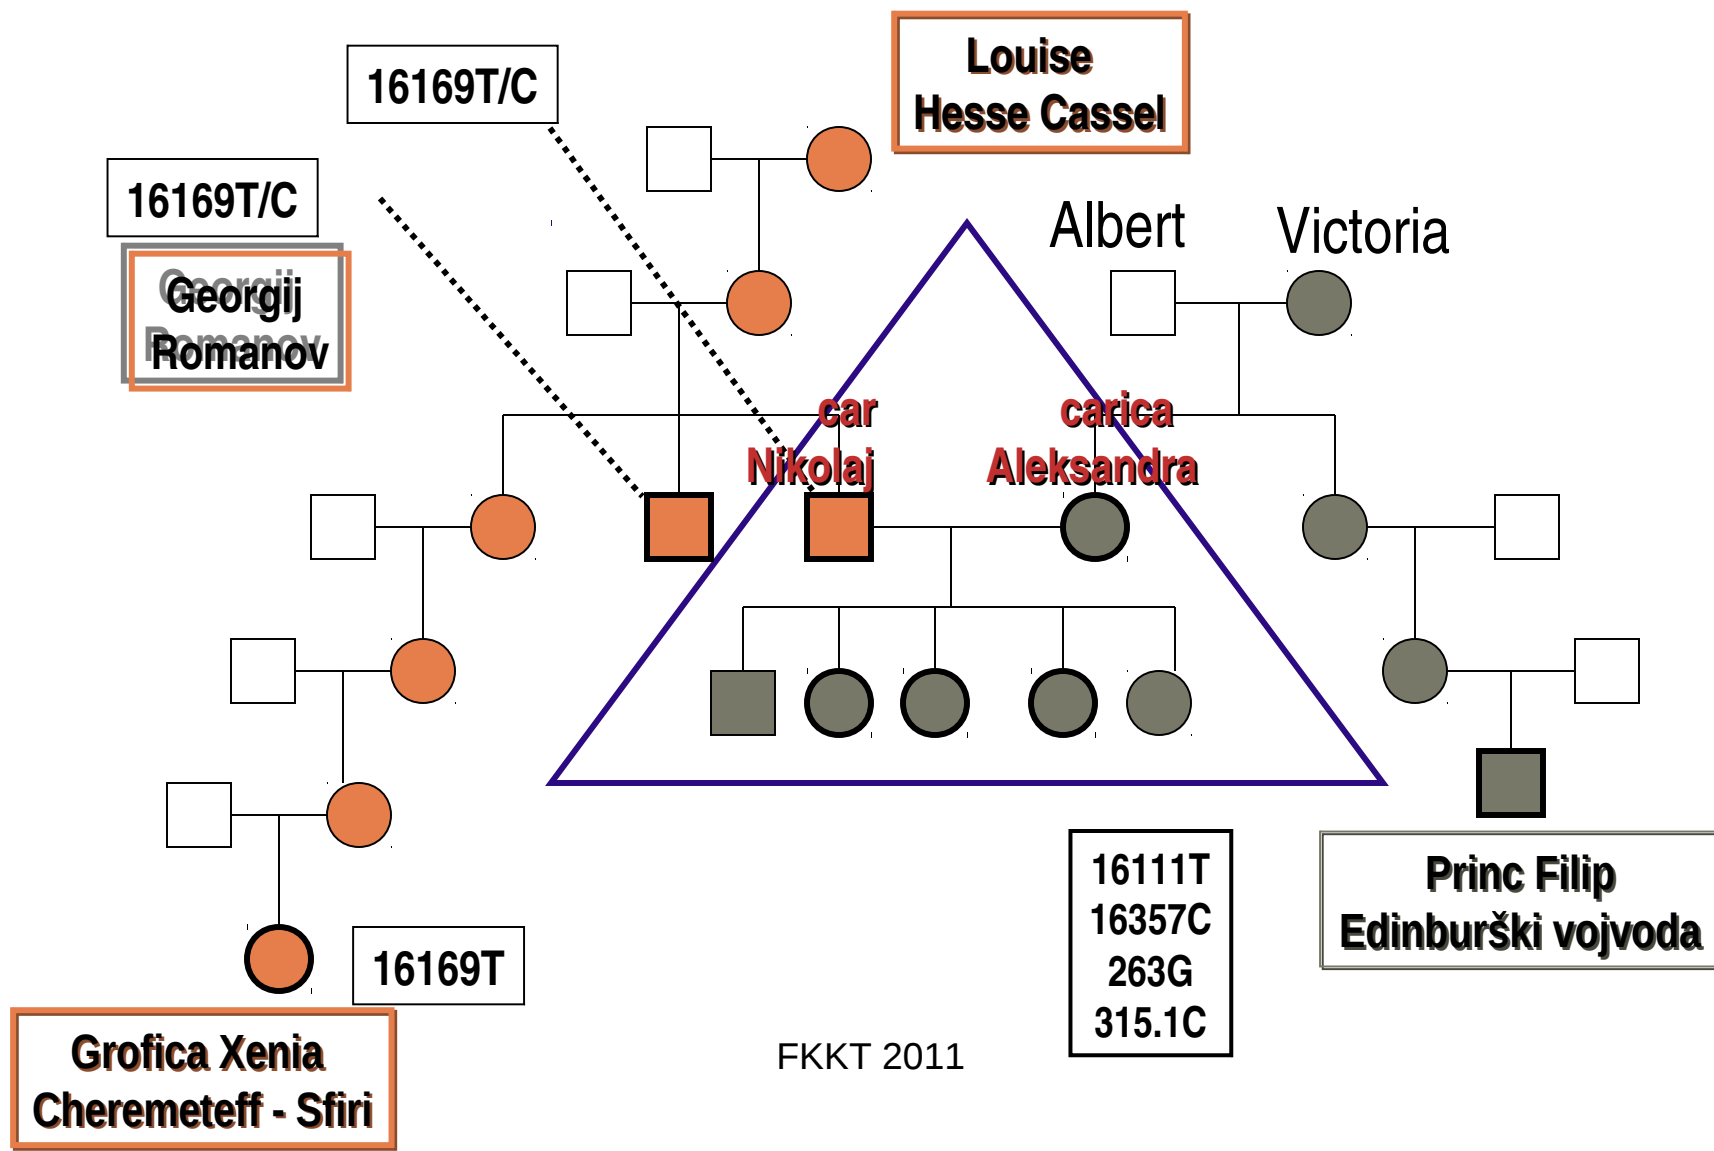 Louise
Hesse Cassel
16169T/C
16169T/C
Georgij
Romanov
Albert
Victoria
car
Nikolaj
carica
Aleksandra
16111T
16357C
263G
315.1C
Princ Filip
Edinburški vojvoda
16169T
Grofica Xenia
Cheremeteff - Sfiri
FKKT 2011